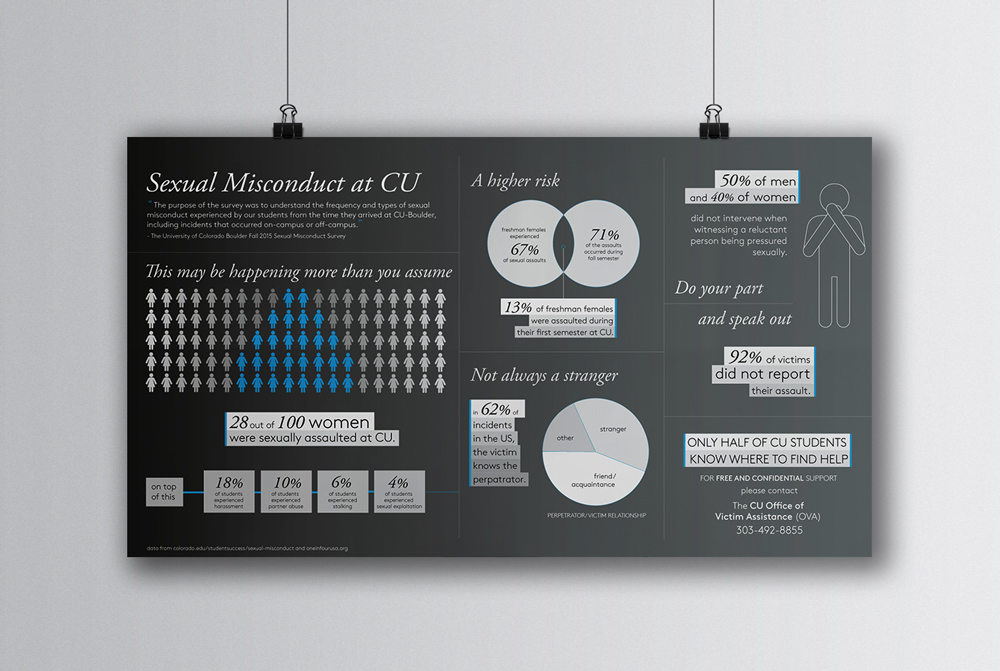 Sexual Misconduct at CU
"The purpose of the survey was to understand the frequency and types of sexual
misconduct experienced by our students from the time they arrived at CU-Boulder,
including incidents that occurred on-campus or off-campus."
- The University of Colorado Boulder Fall 2015 Sexual Misconduct Survey
This may be happening more than you assume
28 out of 100 women
were sexually assaulted at CU.
on top
of this
18%
of students
experienced
harassment
10%
of students
experienced
partner abuse
6%
of students
experienced
stalking
4%
of students
experienced
sexual exploitation
data from colorado.edu/studentsuccess/sexual-misconduct and oneinfourusa.org
A higher risk
freshman females
experienced
67%
of sexual assaults
71%
of the assaults
occurred during
fall semester
13% of freshman females
were assaulted during
their first semester at CU.
Not always a stranger
in 62% of
incidents
in the US,
the victim
knows the
perpatrator.
other
stranger
friend/
acquaintance
PERPETRATOR/VICTIM RELATIONSHIP
50% of men
and 40% of women
did not intervene when
witnessing a reluctant
person being pressured
sexually.
Do your part
and speak out
92% of victims
did not report
their assault.
ONLY HALF OF CU STUDENTS
KNOW WHERE TO FIND HELP
FOR FREE AND CONFIDENTIAL SUPPORT
please contact
The CU Office of
Victim Assistance (OVA)
303-492-8855